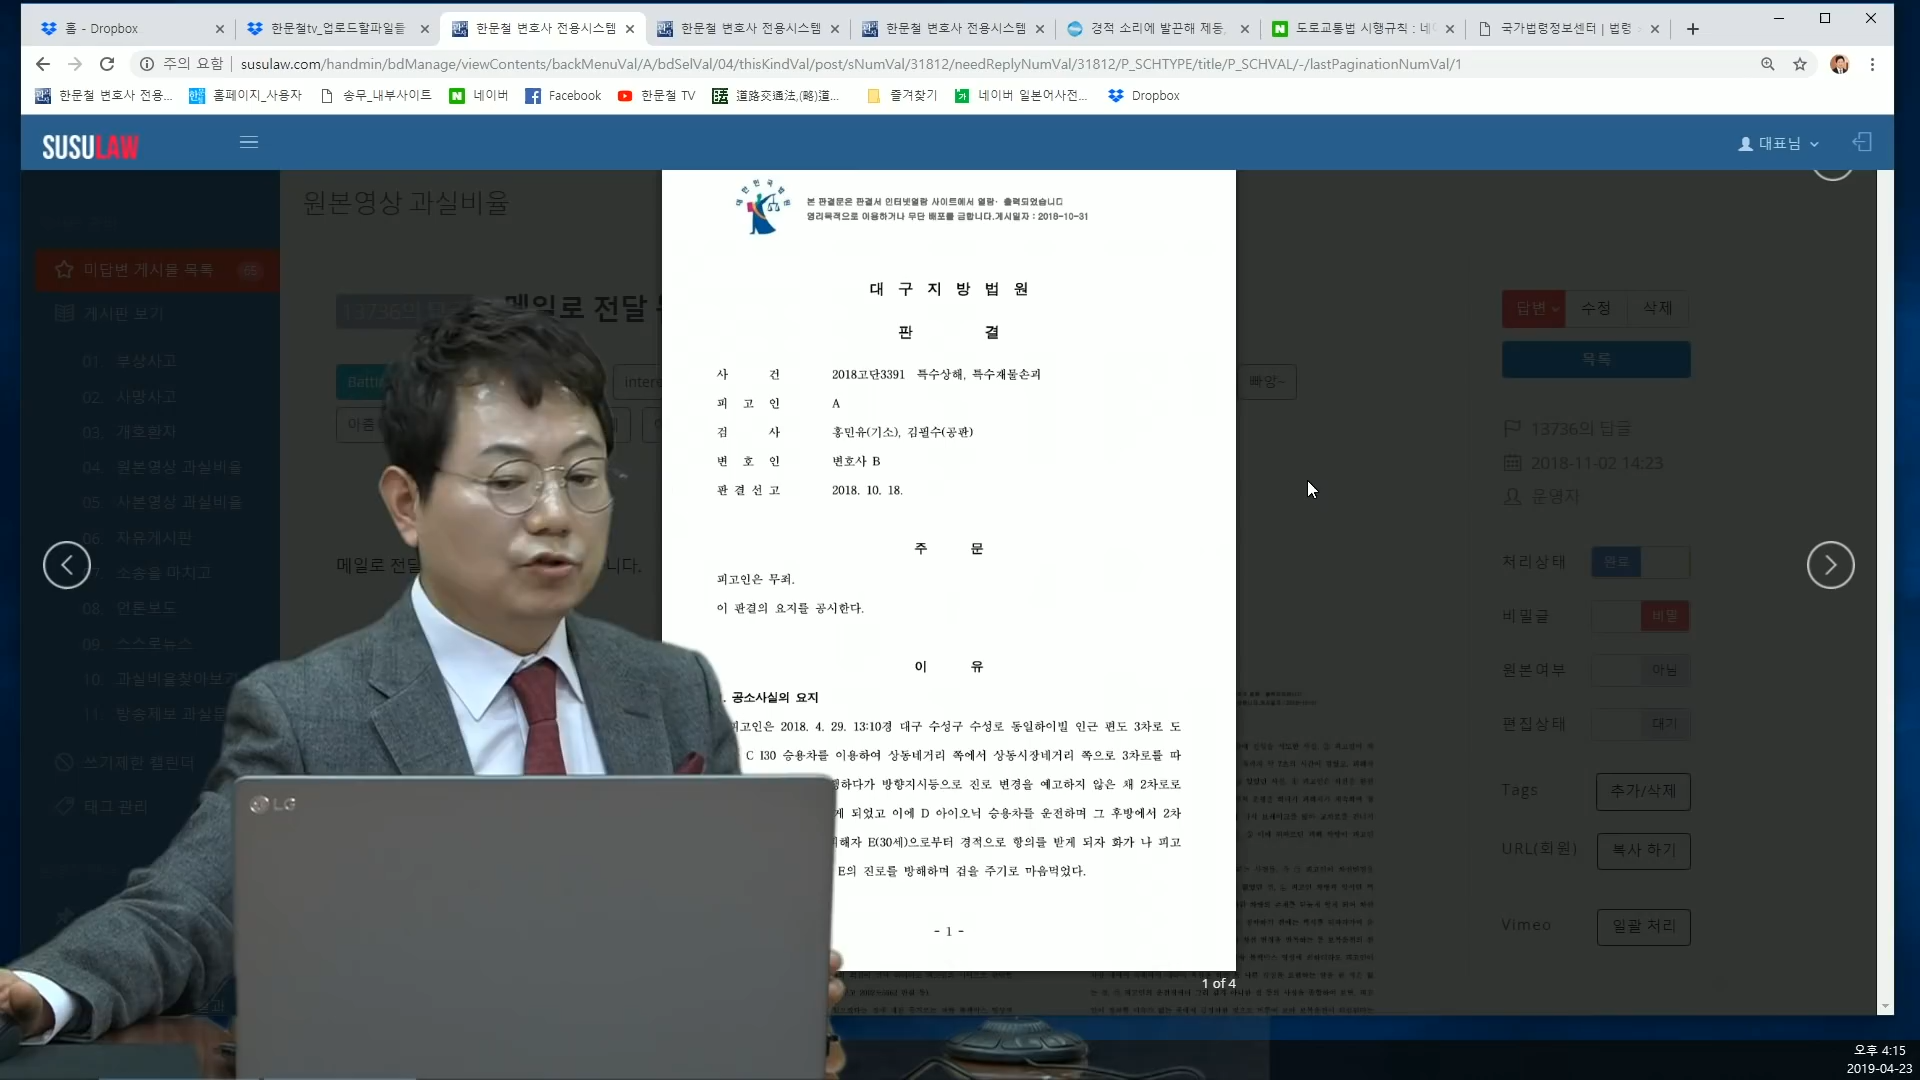 홈 - Dropbox
한문철tv_업로드할파일들
한문철 변호사 전용시스템
한문철 변호사 전용시스템
한문철 변호사 전용시스템
경적 소리에 발끈해 제동,
도로교통법 시행규칙 : 네이
국가법령정보센터 | 법령
주의 요함
susulaw.com/handmin/bdManage/viewContents/backMenuVal/A/bdSelVal/04/thisKindVal/post/sNumVal/31812/needReplyNumVal/31812/P_SCHTYPE/title/P_SCHVAL/-/lastPaginationNumVal/1
한문철 변호사 전용...
홈페이지_사용자
송무_내부사이트
네이버
Facebook
한문철 TV
道路交通法,(略)道...
즐겨찾기
네이버 일본어사전...
Dropbox
SUSULAW
대표님
원본영상 과실비율
미답변 게시물 목록 65
게시판 보기
01. 부상사고
02. 사망사고
03. 개호환자
04. 원본영상 과실비율
05. 사본영상 과실비율
06. 자유게시판
소송을 마치고
08. 언론보도
09. 스스로뉴스
10. 과실비율찾아보기
11. 방송제보 과실문
쓰기제한 캘린더
태그 관리
13736의 답
메일로 전달
빠앙~
메일로 전달
니다.
본 판결문은 판결서 인터넷열람 사이트에서 열람· 출력되었습니다
영리목적으로 이용하거나 무단 배포를 금합니다.게시일자 : 2018-10-31
대 구 지 방 법 원
판 결
사 건 2018고단3391 특수상해, 특수재물손괴
피 고 인 A
검 사 홍민유(기소), 김필수(공판)
변 호 인 변호사 B
판 결 선 고 2018. 10. 18.
주 문
피고인은 무죄.
이 판결의 요지를 공시한다.
이 유
. 공소사실의 요지
피고인은 2018. 4. 29. 13:10경 대구 수성구 수성로 동일하이빌 인근 편도 3차로 도
C I30 승용차를 이용하여 상동네거리 쪽에서 상동시장네거리 쪽으로 3차로를 따
행하다가 방향지시등으로 진로 변경을 예고하지 않은 채 2차로로
게 되었고 이에 D 아이오닉 승용차를 운전하며 그 후방에서 2차
피해자 E(30세)으로부터 경적으로 항의를 받게 되자 화가 나 피고
E의 진로를 방해하며 겁을 주기로 마음먹었다.
- 1 -
1 of 4
답변
수정
삭제
목록
13736의 답글
2018-11-02 14:23
운영자
처리상태 완료
비밀글 비밀
원본여부 아님
편집상태 대기
Tags 추가/삭제
URL(회원) 복사 하기
Vimeo 일괄 처리
LG
오후 4:15
2019-04-23